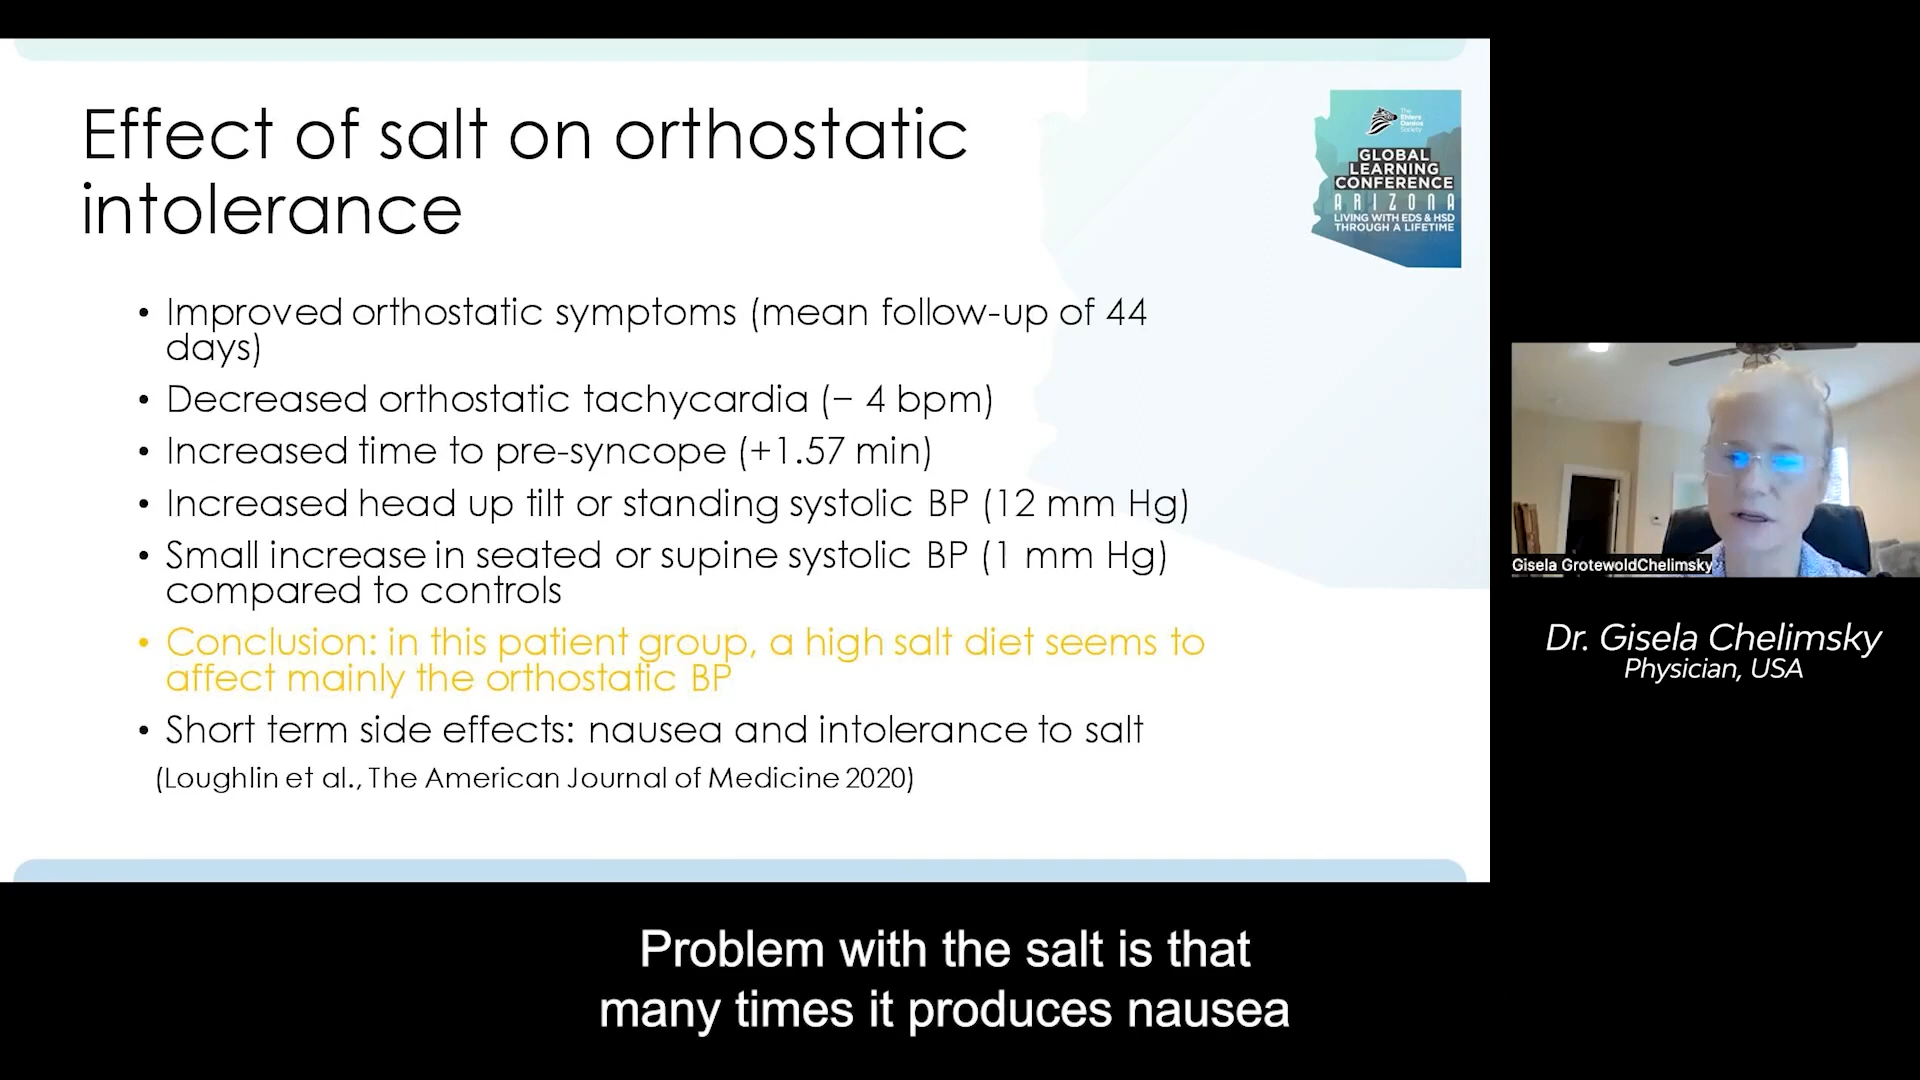 Effect of salt on orthostatic
intolerance
The
Ehlers
Danlos
Society
GLOBAL
LEARNING
CONFERENCE
ARIZONA
LIVING WITH EDS & HSD
THROUGH A LIFETIME
• Improved orthostatic symptoms (mean follow-up of 44
days)
• Decreased orthostatic tachycardia (− 4 bpm)
• Increased time to pre-syncope (+1.57 min)
• Increased head up tilt or standing systolic BP (12 mm Hg)
• Small increase in seated or supine systolic BP (1 mm Hg)
compared to controls
• Conclusion: in this patient group, a high salt diet seems to
affect mainly the orthostatic BP
• Short term side effects: nausea and intolerance to salt
(Loughlin et al., The American Journal of Medicine 2020)
Gisela GrotewoldChelimsky
Dr. Gisela Chelimsky
Physician, USA
Problem with the salt is that
many times it produces nausea